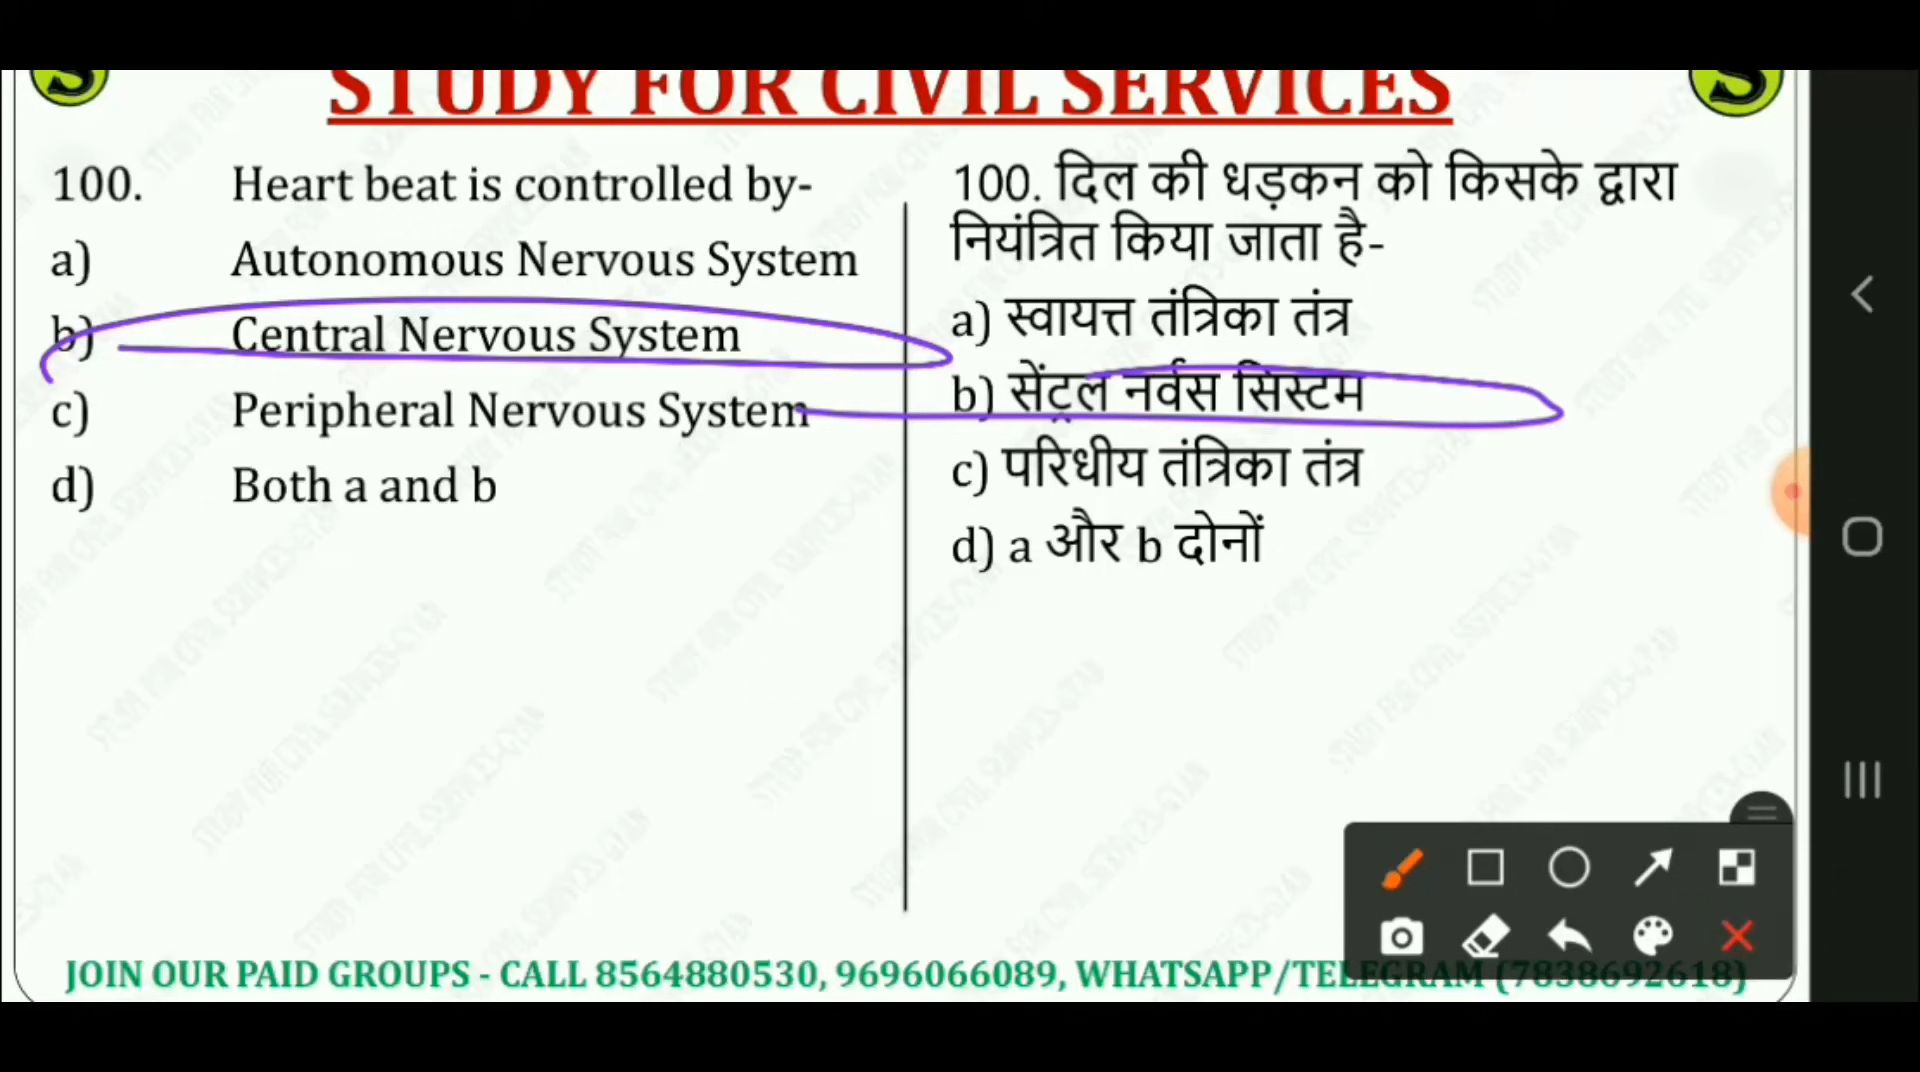 STUDY FOR CIVIL SERVICES
100. Heart beat is controlled by-
a) Autonomous Nervous System
b) Central Nervous System
c) Peripheral Nervous System
d) Both a and b
100. दिल की धड़कन को किसके द्वारा
नियंत्रित किया जाता है-
a) स्वायत्त तंत्रिका तंत्र
b) सेंट्रल नर्वस सिस्टम
c) परिधीय तंत्रिका तंत्र
d) a और b दोनों
JOIN OUR PAID GROUPS - CALL 8564880530, 9696066089, WHATSAPP/TELEGRAM (7838692618)